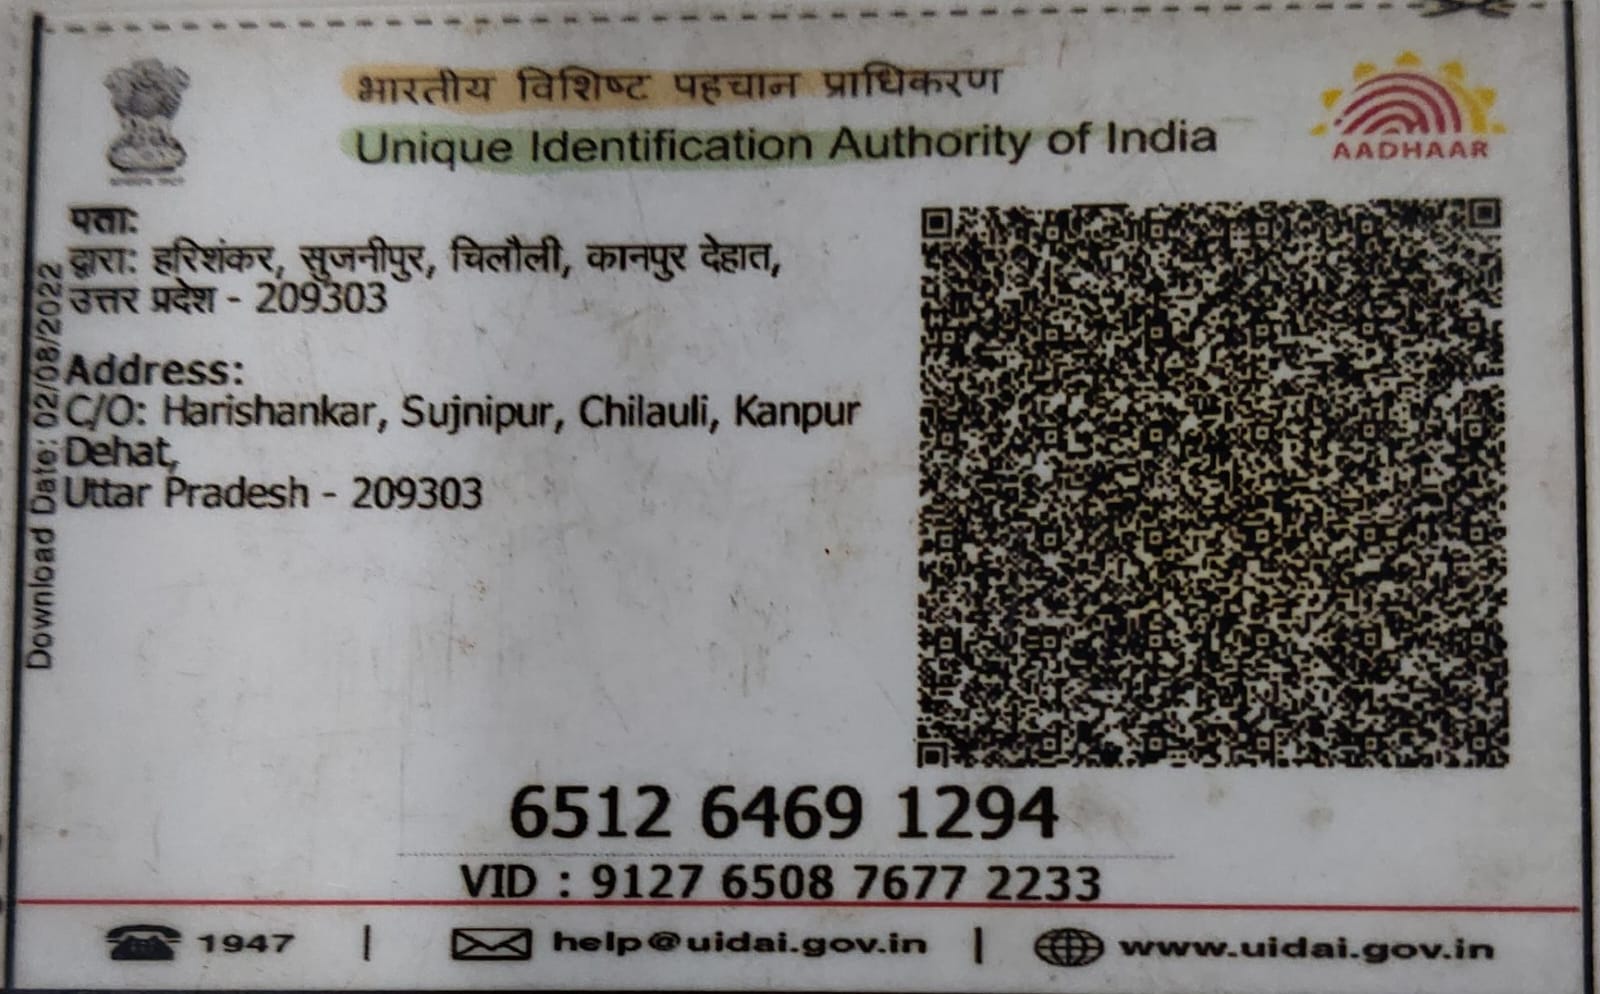 भारतीय विशिष्ट पहचान प्राधिकरण
Unique Identification Authority of India
AADHAAR
पता:
द्वारा: हरिशंकर, सुजनीपुर, चिलौली, कानपुर देहात,
उत्तर प्रदेश - 209303
Address:
C/O: Harishankar, Sujnipur, Chilauli, Kanpur
Dehat,
Uttar Pradesh - 209303
Download Date: 02/08/2022
6512 6469 1294
VID : 9127 6508 7677 2233
1947 | help@uidai.gov.in | www.uidai.gov.in